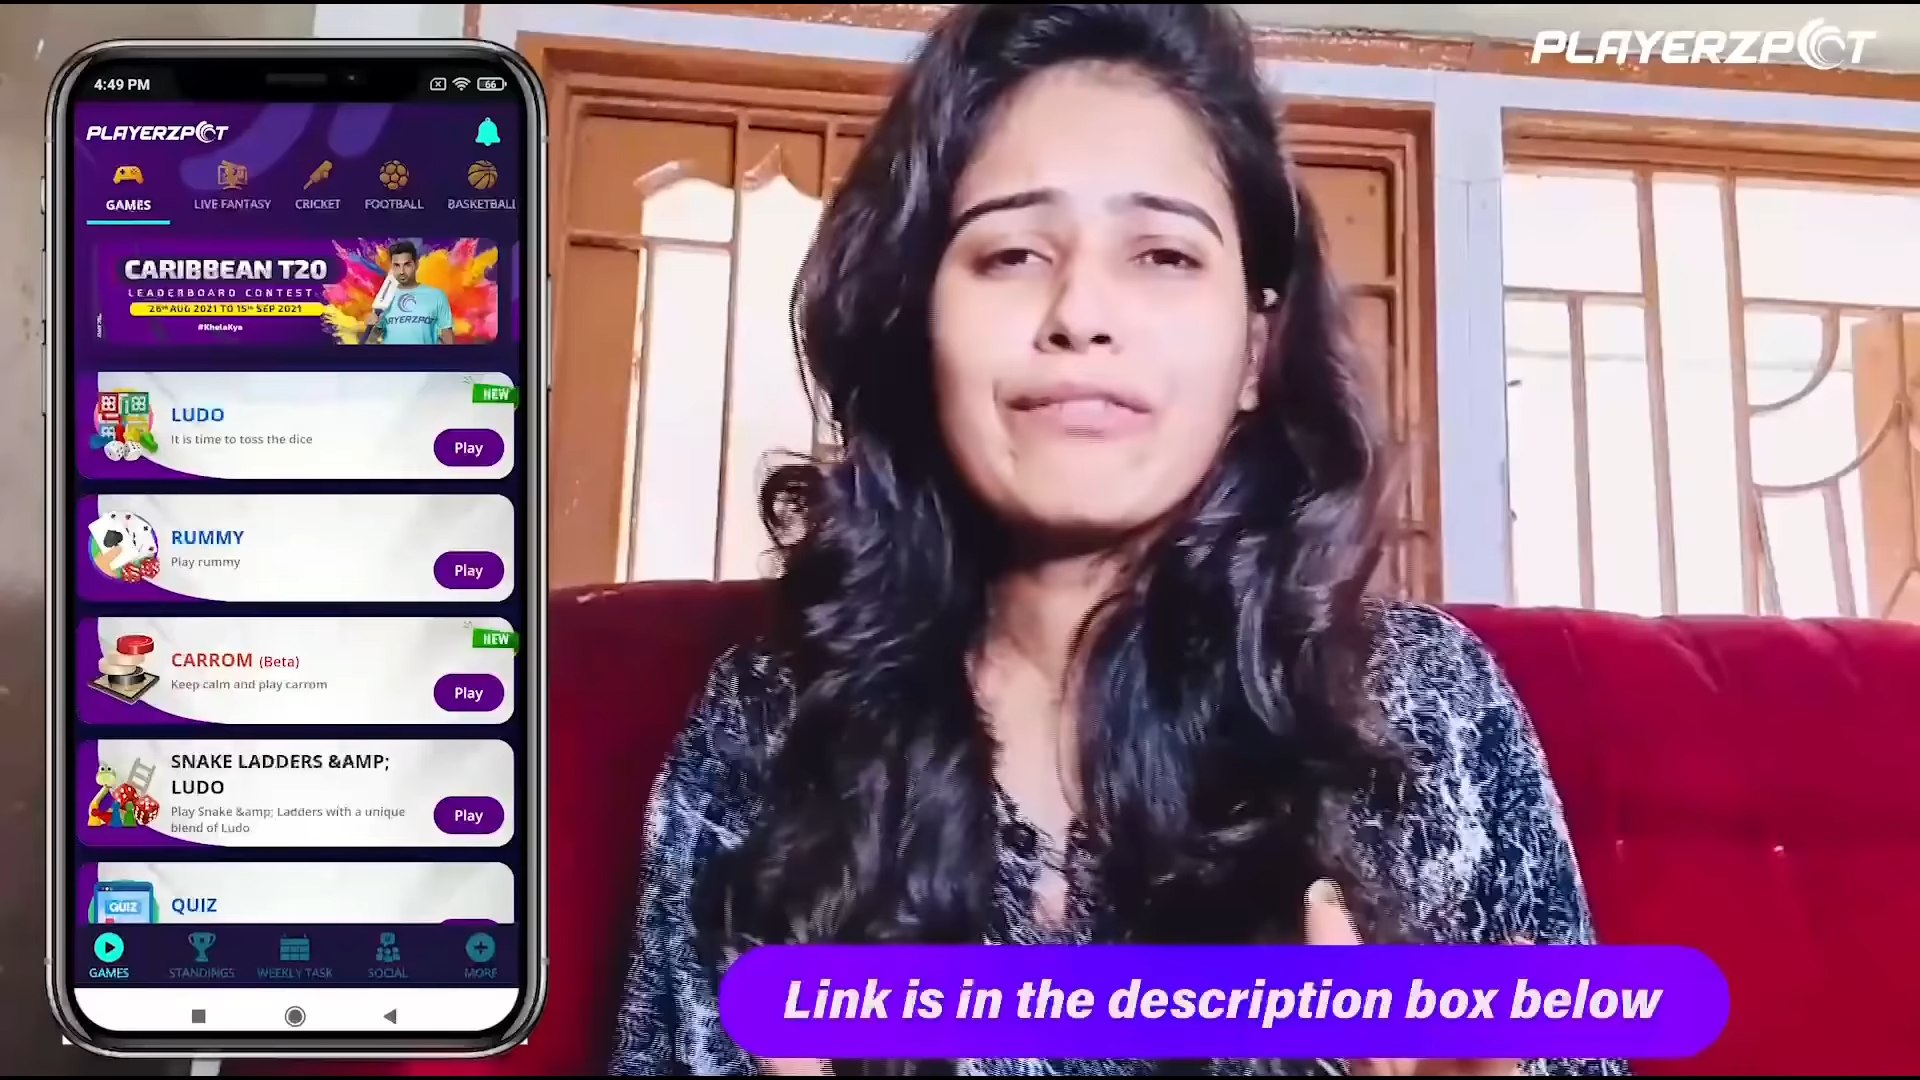 PLAYERZPOT
4:49 PM
66
PLAYERZPOT
GAMES
LIVE FANTASY
CRICKET
FOOTBALL
BASKETBALL
CARIBBEAN T20
LEADERBOARD CONTEST
26TH AUG 2021 TO 15TH SEP 2021
#KheloKya
LUDO
NEW
It is time to toss the dice
Play
RUMMY
Play rummy
Play
NEW
CARROM (Beta)
Keep calm and play carrom
Play
SNAKE LADDERS &AMP;
LUDO
Play Snake &amp; Ladders with a unique
blend of Ludo
Play
QUIZ
QUIZ
GAMES
STANDINGS
WEEKLY TASK
SOCIAL
MORE
Link is in the description box below